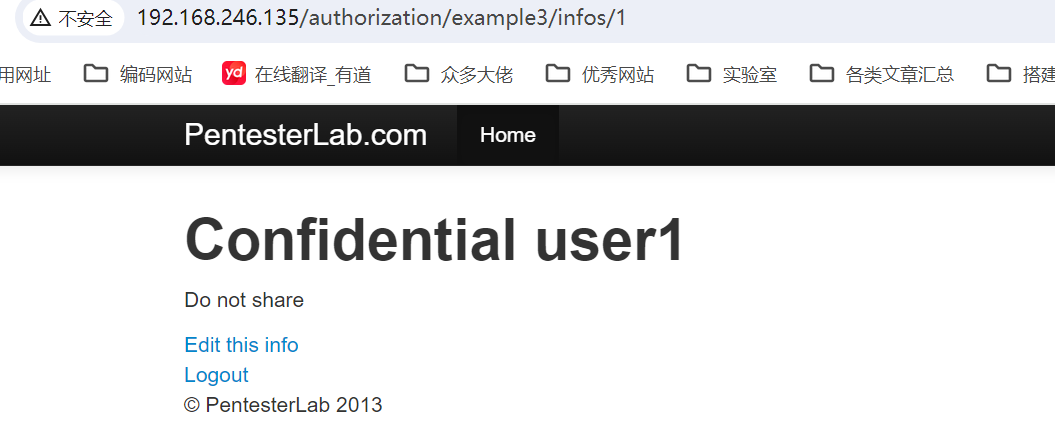 不安全 192.168.246.135/authorization/example3/infos/1
用网址 编码网站 yd 在线翻译_有道 众多大佬 优秀网站 实验室 各类文章汇总 搭建
PentesterLab.com Home
Confidential user1
Do not share
Edit this info
Logout
© PentesterLab 2013